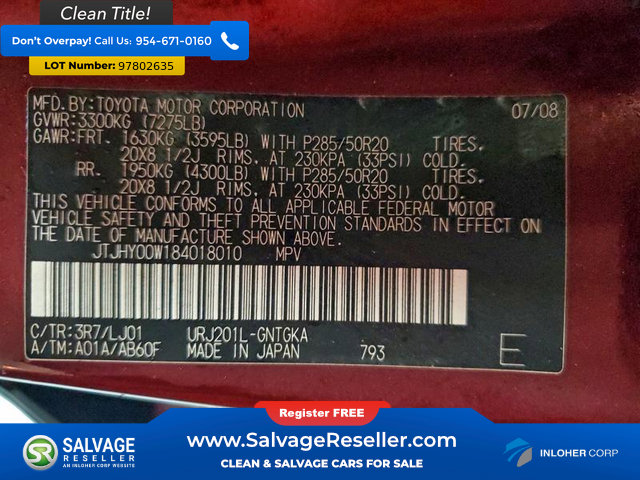 Clean Title!
Don't Overpay! Call Us: 954-671-0160
LOT Number: 97802635
MFD.BY:TOYOTA MOTOR CORPORATION 07/08
GVWR:3300KG (7275LB)
GAWR:FRT. 1630KG (3595LB) WITH P285/50R20 TIRES,
20X8 1/2J RIMS, AT 230KPA (33PSI) COLD.
RR. 1950KG (4300LB) WITH P285/50R20 TIRES,
20X8 1/2J RIMS, AT 230KPA (33PSI) COLD.
THIS VEHICLE CONFORMS TO ALL APPLICABLE FEDERAL MOTOR
VEHICLE SAFETY AND THEFT PREVENTION STANDARDS IN EFFECT ON
THE DATE OF MANUFACTURE SHOWN ABOVE.
JTJHY00W184018010 MPV
C/TR:3R7/LJ01 URJ201L-GNTGKA
A/TM:A01A/AB60F MADE IN JAPAN 793 E
Register FREE
SALVAGE
RESELLER
AN INLOHER CORP WEBSITE
www.SalvageReseller.com
CLEAN & SALVAGE CARS FOR SALE
INLOHER CORP